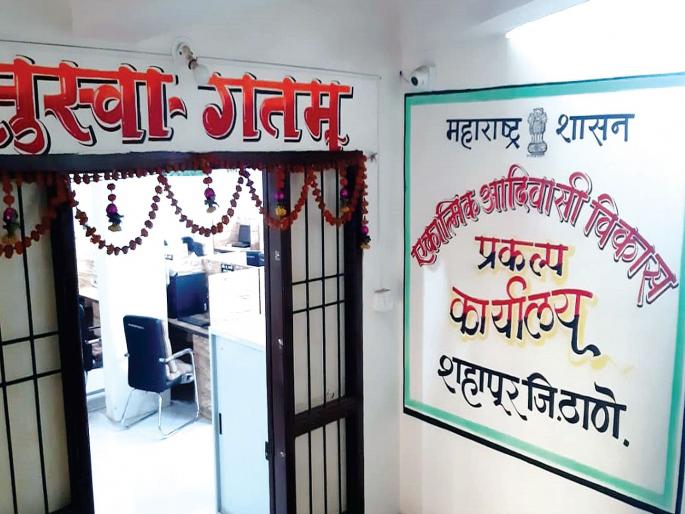 सुस्वा-गतम्
महाराष्ट्र शासन
एकात्मिक आदिवासी विकास
प्रकल्प
कार्यालय,
शहापूर जि.ठाणे.